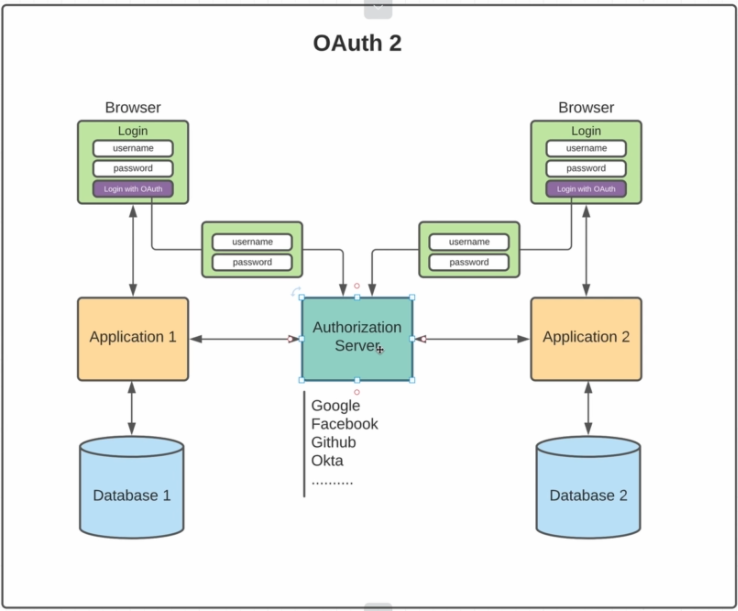 OAuth 2
Browser
Login
username
password
Login with OAuth
username
password
Browser
Login
username
password
Login with OAuth
username
password
Application 1
Authorization
Server
Application 2
Google
Facebook
Github
Okta
..........
Database 1
Database 2